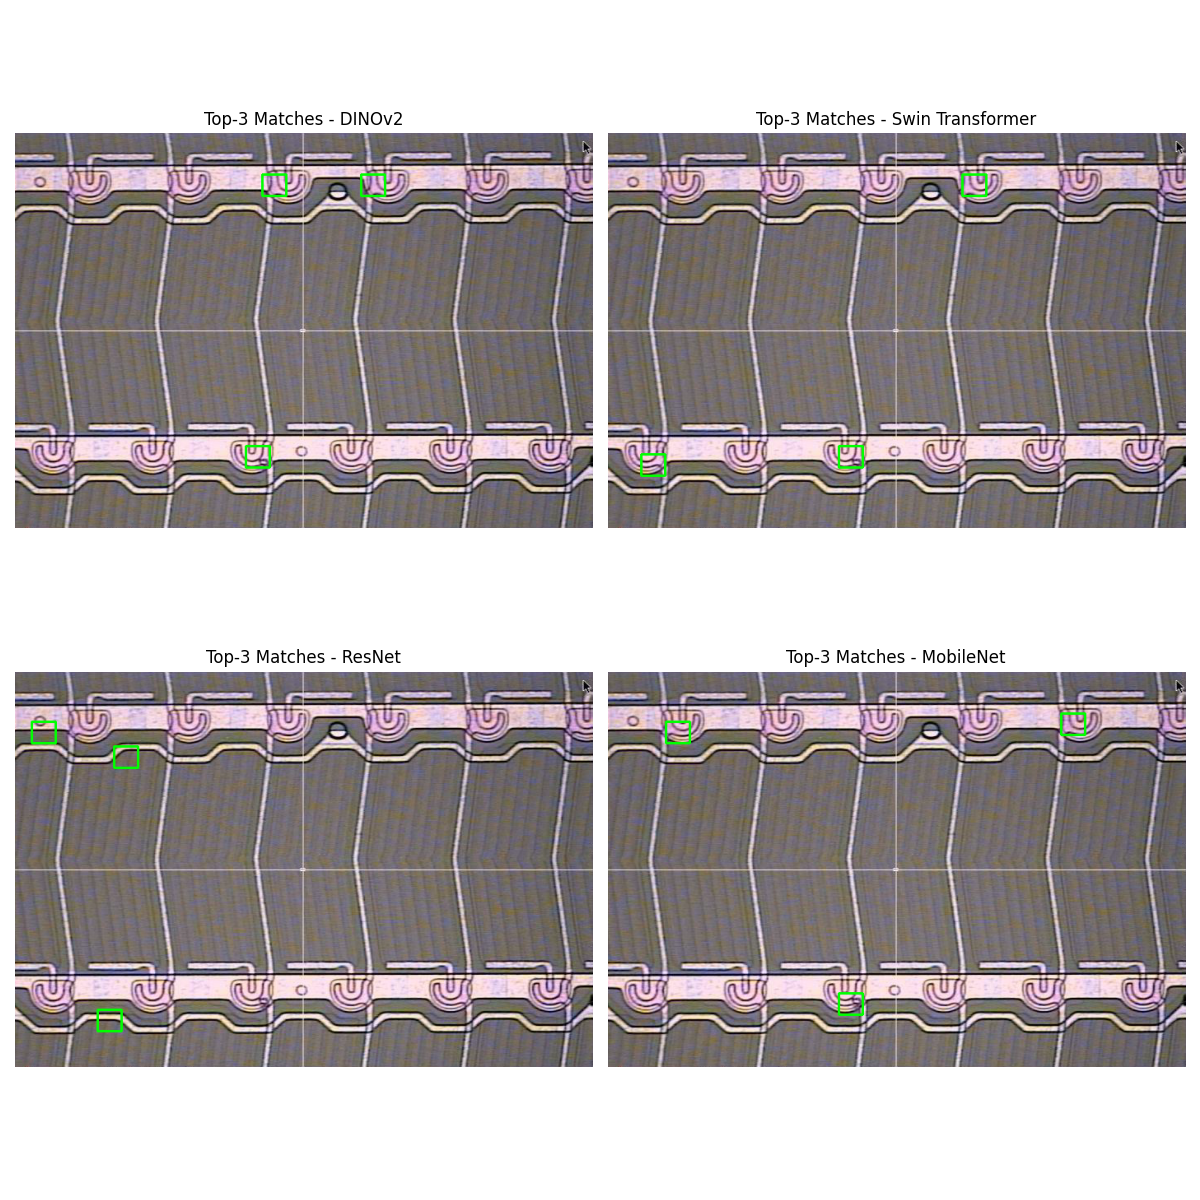 Top-3 Matches - DINOv2
Top-3 Matches - Swin Transformer
Top-3 Matches - ResNet
Top-3 Matches - MobileNet